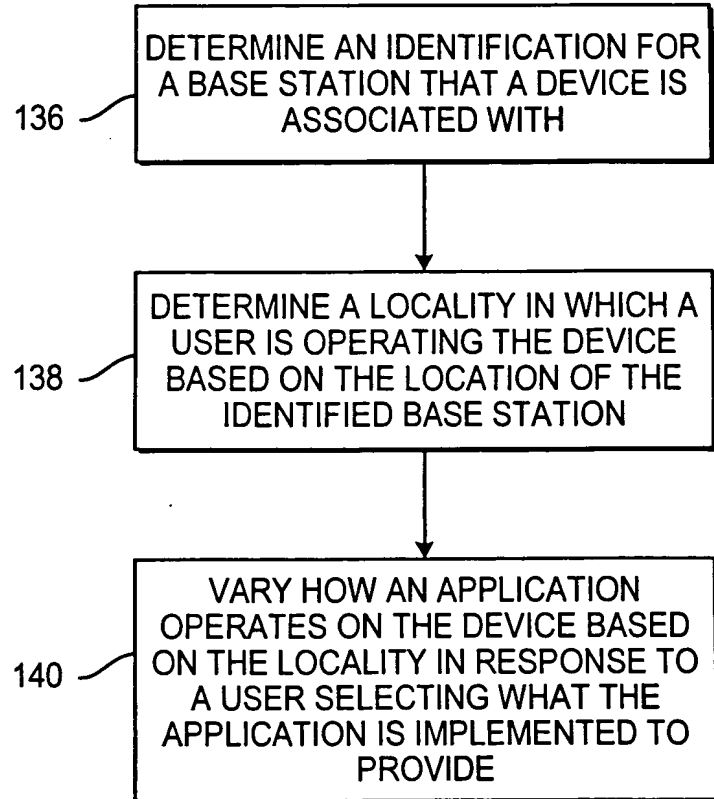 DETERMINE AN IDENTIFICATION FOR
A BASE STATION THAT A DEVICE IS
ASSOCIATED WITH
136
DETERMINE A LOCALITY IN WHICH A
USER IS OPERATING THE DEVICE
BASED ON THE LOCATION OF THE
IDENTIFIED BASE STATION
138
VARY HOW AN APPLICATION
OPERATES ON THE DEVICE BASED
ON THE LOCALITY IN RESPONSE TO
A USER SELECTING WHAT THE
APPLICATION IS IMPLEMENTED TO
PROVIDE
140